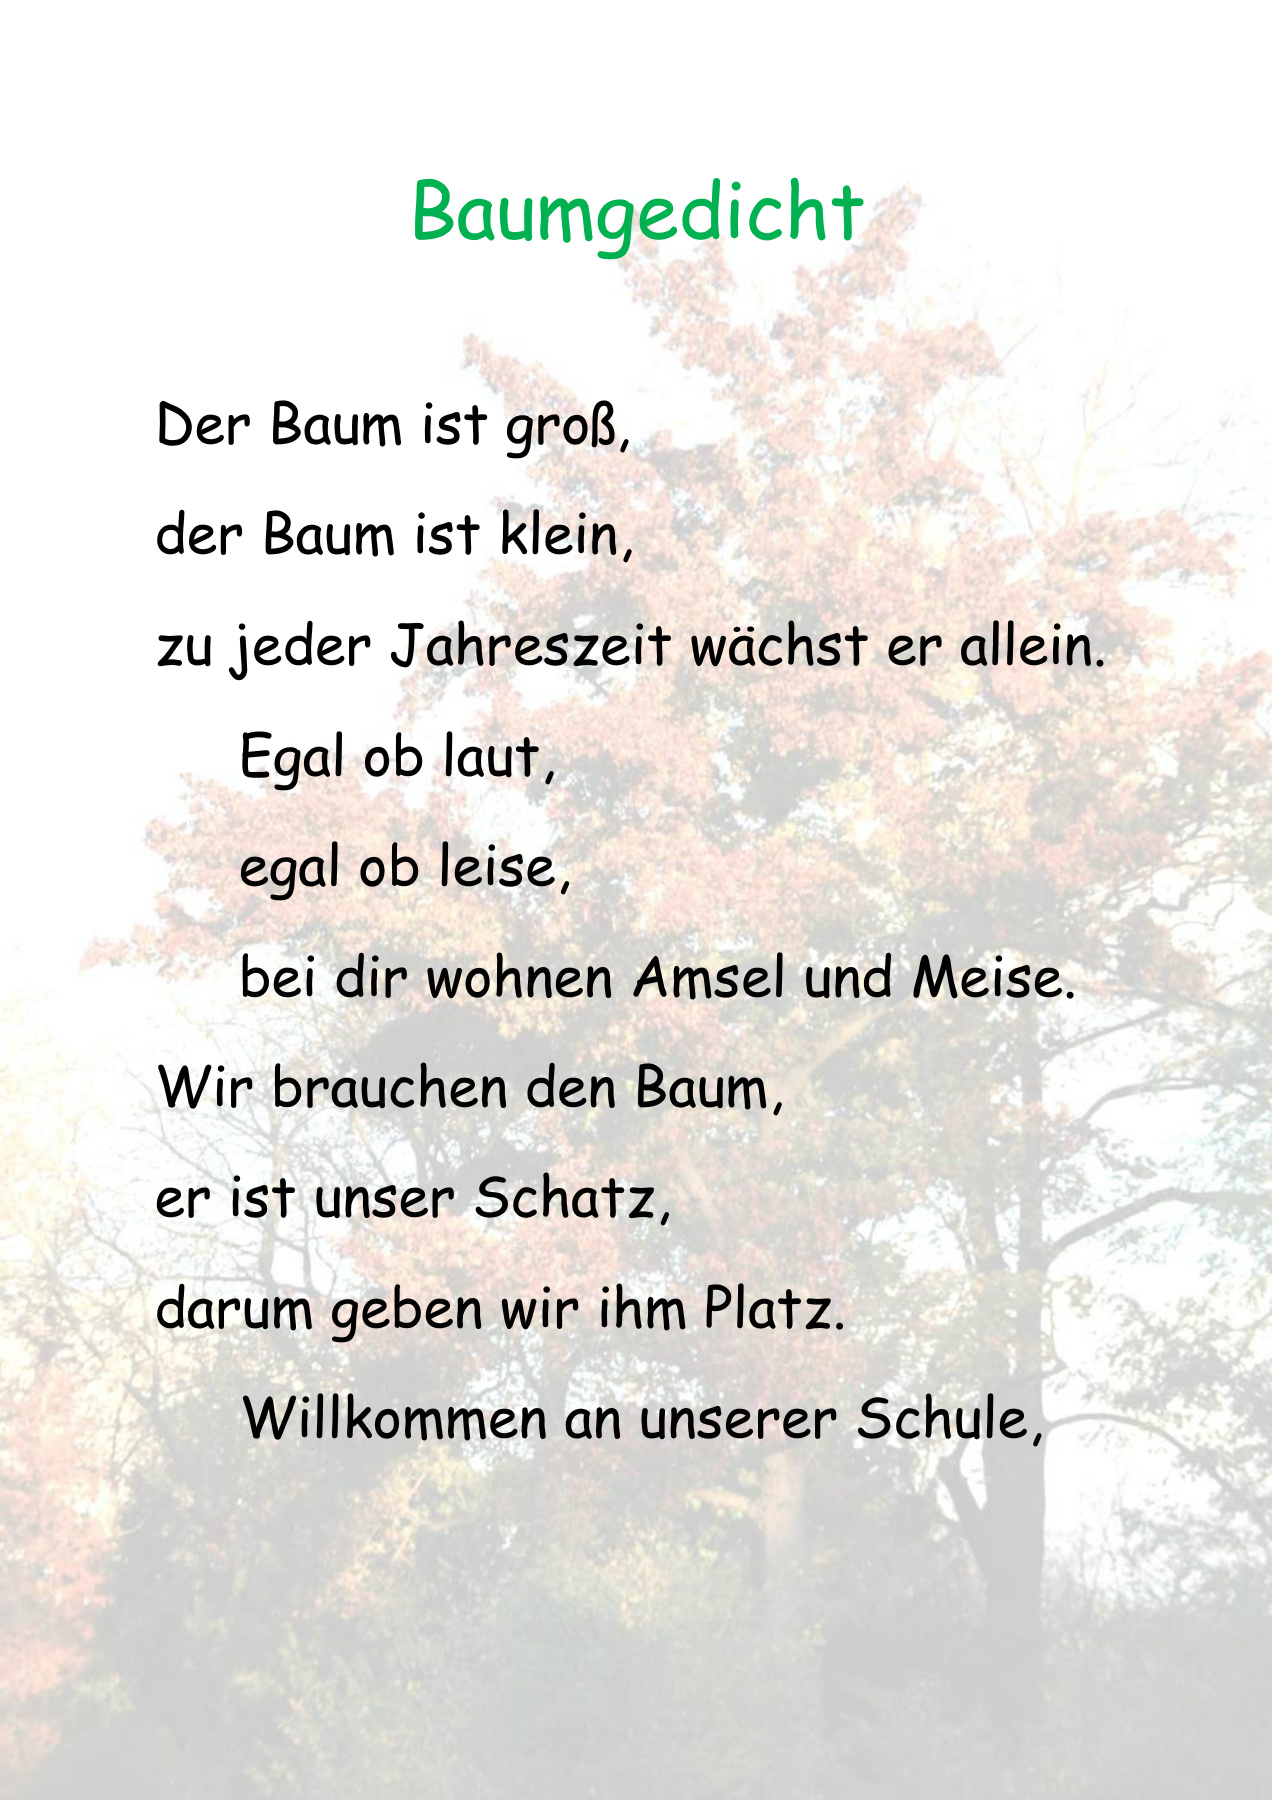 Baumgedicht
Der Baum ist groß,
der Baum ist klein,
zu jeder Jahreszeit wächst er allein.
Egal ob laut,
egal ob leise,
bei dir wohnen Amsel und Meise.
Wir brauchen den Baum,
er ist unser Schatz,
darum geben wir ihm Platz.
Willkommen an unserer Schule,